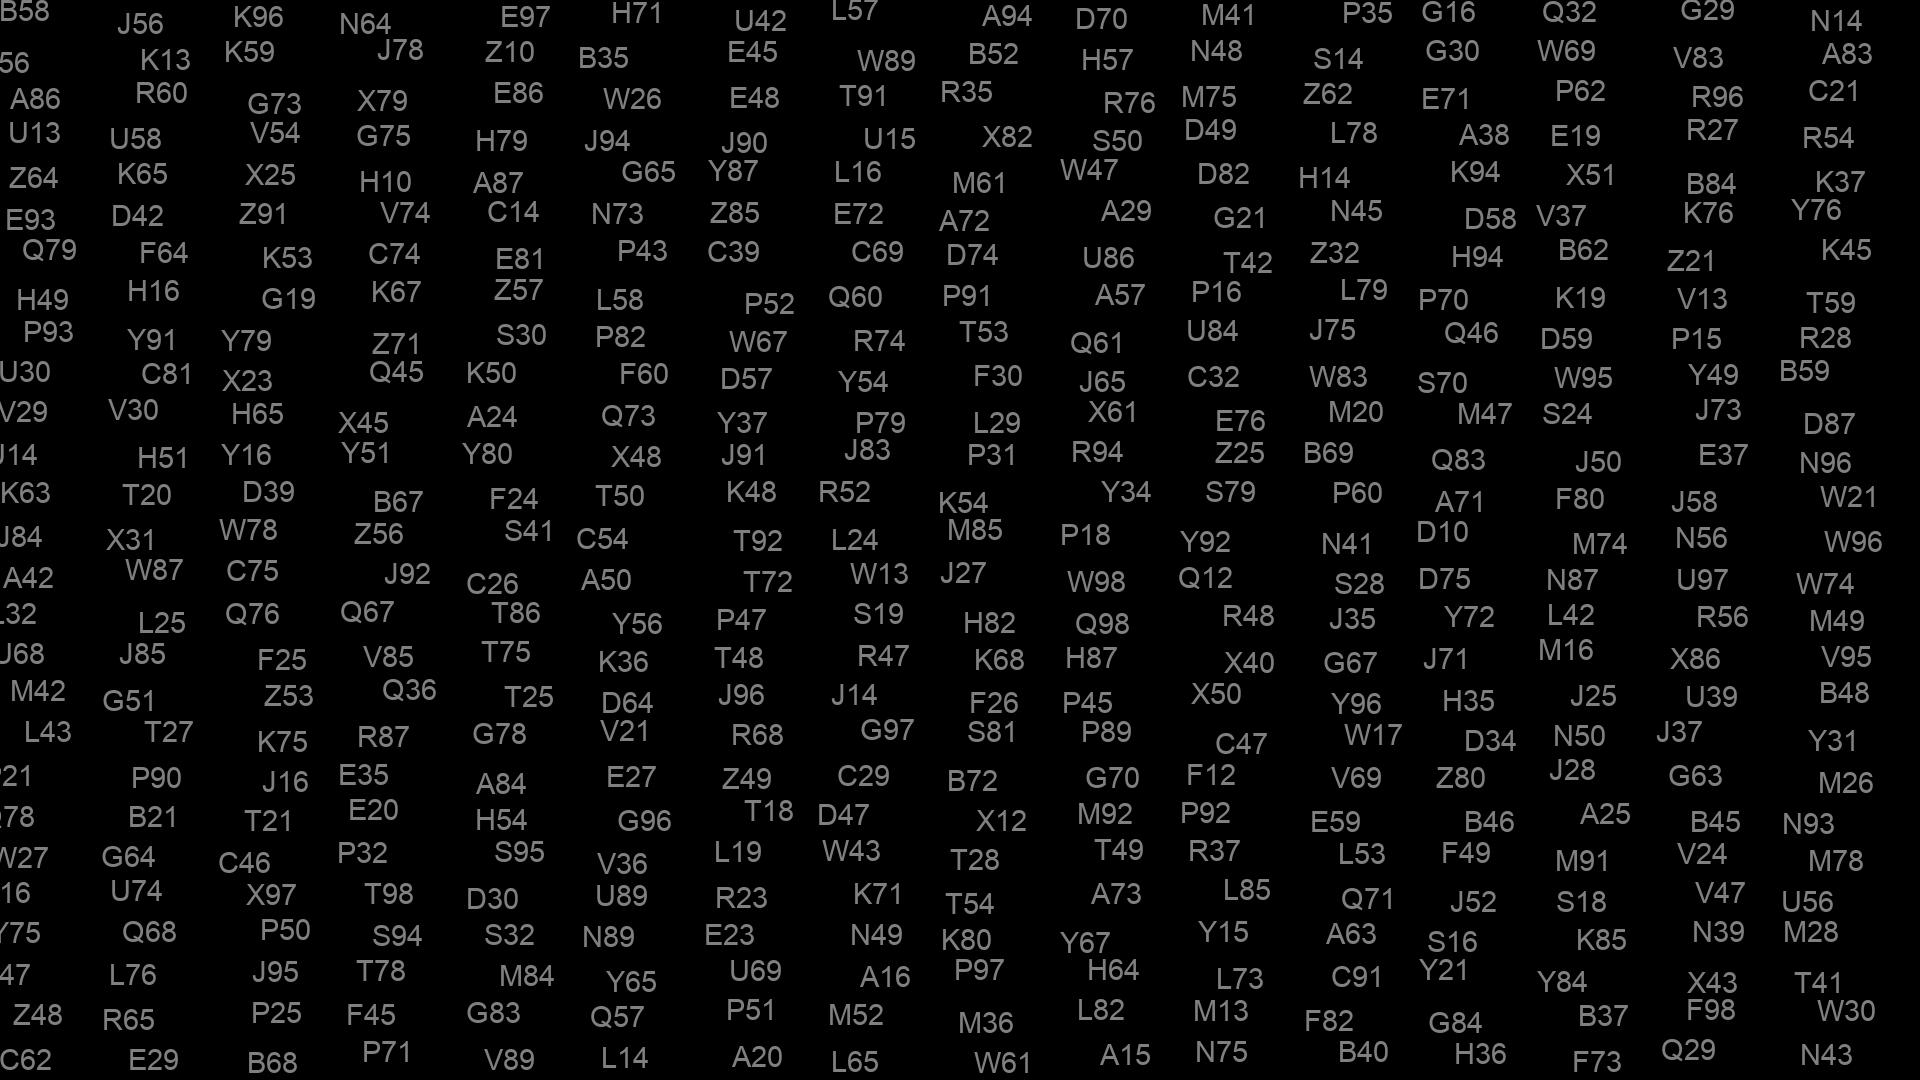 B58 J56 K96 N64 E97 H71 U42 L57 A94 D70 M41 P35 G16 Q32 G29 N14
56 K13 K59 J78 Z10 B35 E45 W89 B52 H57 N48 S14 G30 W69 V83 A83
A86 R60 G73 X79 E86 W26 E48 T91 R35 R76 M75 Z62 E71 P62 R96 C21
U13 U58 V54 G75 H79 J94 J90 U15 X82 S50 D49 L78 A38 E19 R27 R54
Z64 K65 X25 H10 A87 G65 Y87 L16 M61 W47 D82 H14 K94 X51 B84 K37
E93 D42 Z91 V74 C14 N73 Z85 E72 A72 A29 G21 N45 D58 V37 K76 Y76
Q79 F64 K53 C74 E81 P43 C39 C69 D74 U86 T42 Z32 H94 B62 Z21 K45
H49 H16 G19 K67 Z57 L58 P52 Q60 P91 A57 P16 L79 P70 K19 V13 T59
P93 Y91 Y79 Z71 S30 P82 W67 R74 T53 Q61 U84 J75 Q46 D59 P15 R28
U30 C81 X23 Q45 K50 F60 D57 Y54 F30 J65 C32 W83 S70 W95 Y49 B59
V29 V30 H65 X45 A24 Q73 Y37 P79 L29 X61 E76 M20 M47 S24 J73 D87
H51 Y16 Y51 Y80 X48 J91 J83 P31 R94 Z25 B69 Q83 J50 E37 N96
K63 T20 D39 B67 F24 T50 K48 R52 K54 Y34 S79 P60 A71 F80 J58 W21
J84 X31 W78 Z56 S41 C54 T92 L24 M85 P18 Y92 N41 D10 M74 N56 W96
A42 W87 C75 J92 C26 A50 T72 W13 J27 W98 Q12 S28 D75 N87 U97 W74
L32 L25 Q76 Q67 T86 Y56 P47 S19 H82 Q98 R48 J35 Y72 L42 R56 M49
U68 J85 F25 V85 T75 K36 T48 R47 K68 H87 X40 G67 J71 M16 X86 V95
M42 G51 Z53 Q36 T25 D64 J96 J14 F26 P45 X50 Y96 H35 J25 U39 B48
L43 T27 K75 R87 G78 V21 R68 G97 S81 P89 C47 W17 D34 N50 J37 Y31
21 P90 J16 E35 A84 E27 Z49 C29 B72 G70 F12 V69 Z80 J28 G63 M26
78 B21 T21 E20 H54 G96 T18 D47 X12 M92 P92 E59 B46 A25 B45 N93
W27 G64 C46 P32 S95 V36 L19 W43 T28 T49 R37 L53 F49 M91 V24 M78
16 U74 X97 T98 D30 U89 R23 K71 T54 A73 L85 Q71 J52 S18 V47 U56
Y75 Q68 P50 S94 S32 N89 E23 N49 K80 Y67 Y15 A63 S16 K85 N39 M28
47 L76 J95 T78 M84 Y65 U69 A16 P97 H64 L73 C91 Y21 Y84 X43 T41
Z48 R65 P25 F45 G83 Q57 P51 M52 M36 L82 M13 F82 G84 B37 F98 W30
C62 E29 B68 P71 V89 L14 A20 L65 W61 A15 N75 B40 H36 F73 Q29 N43